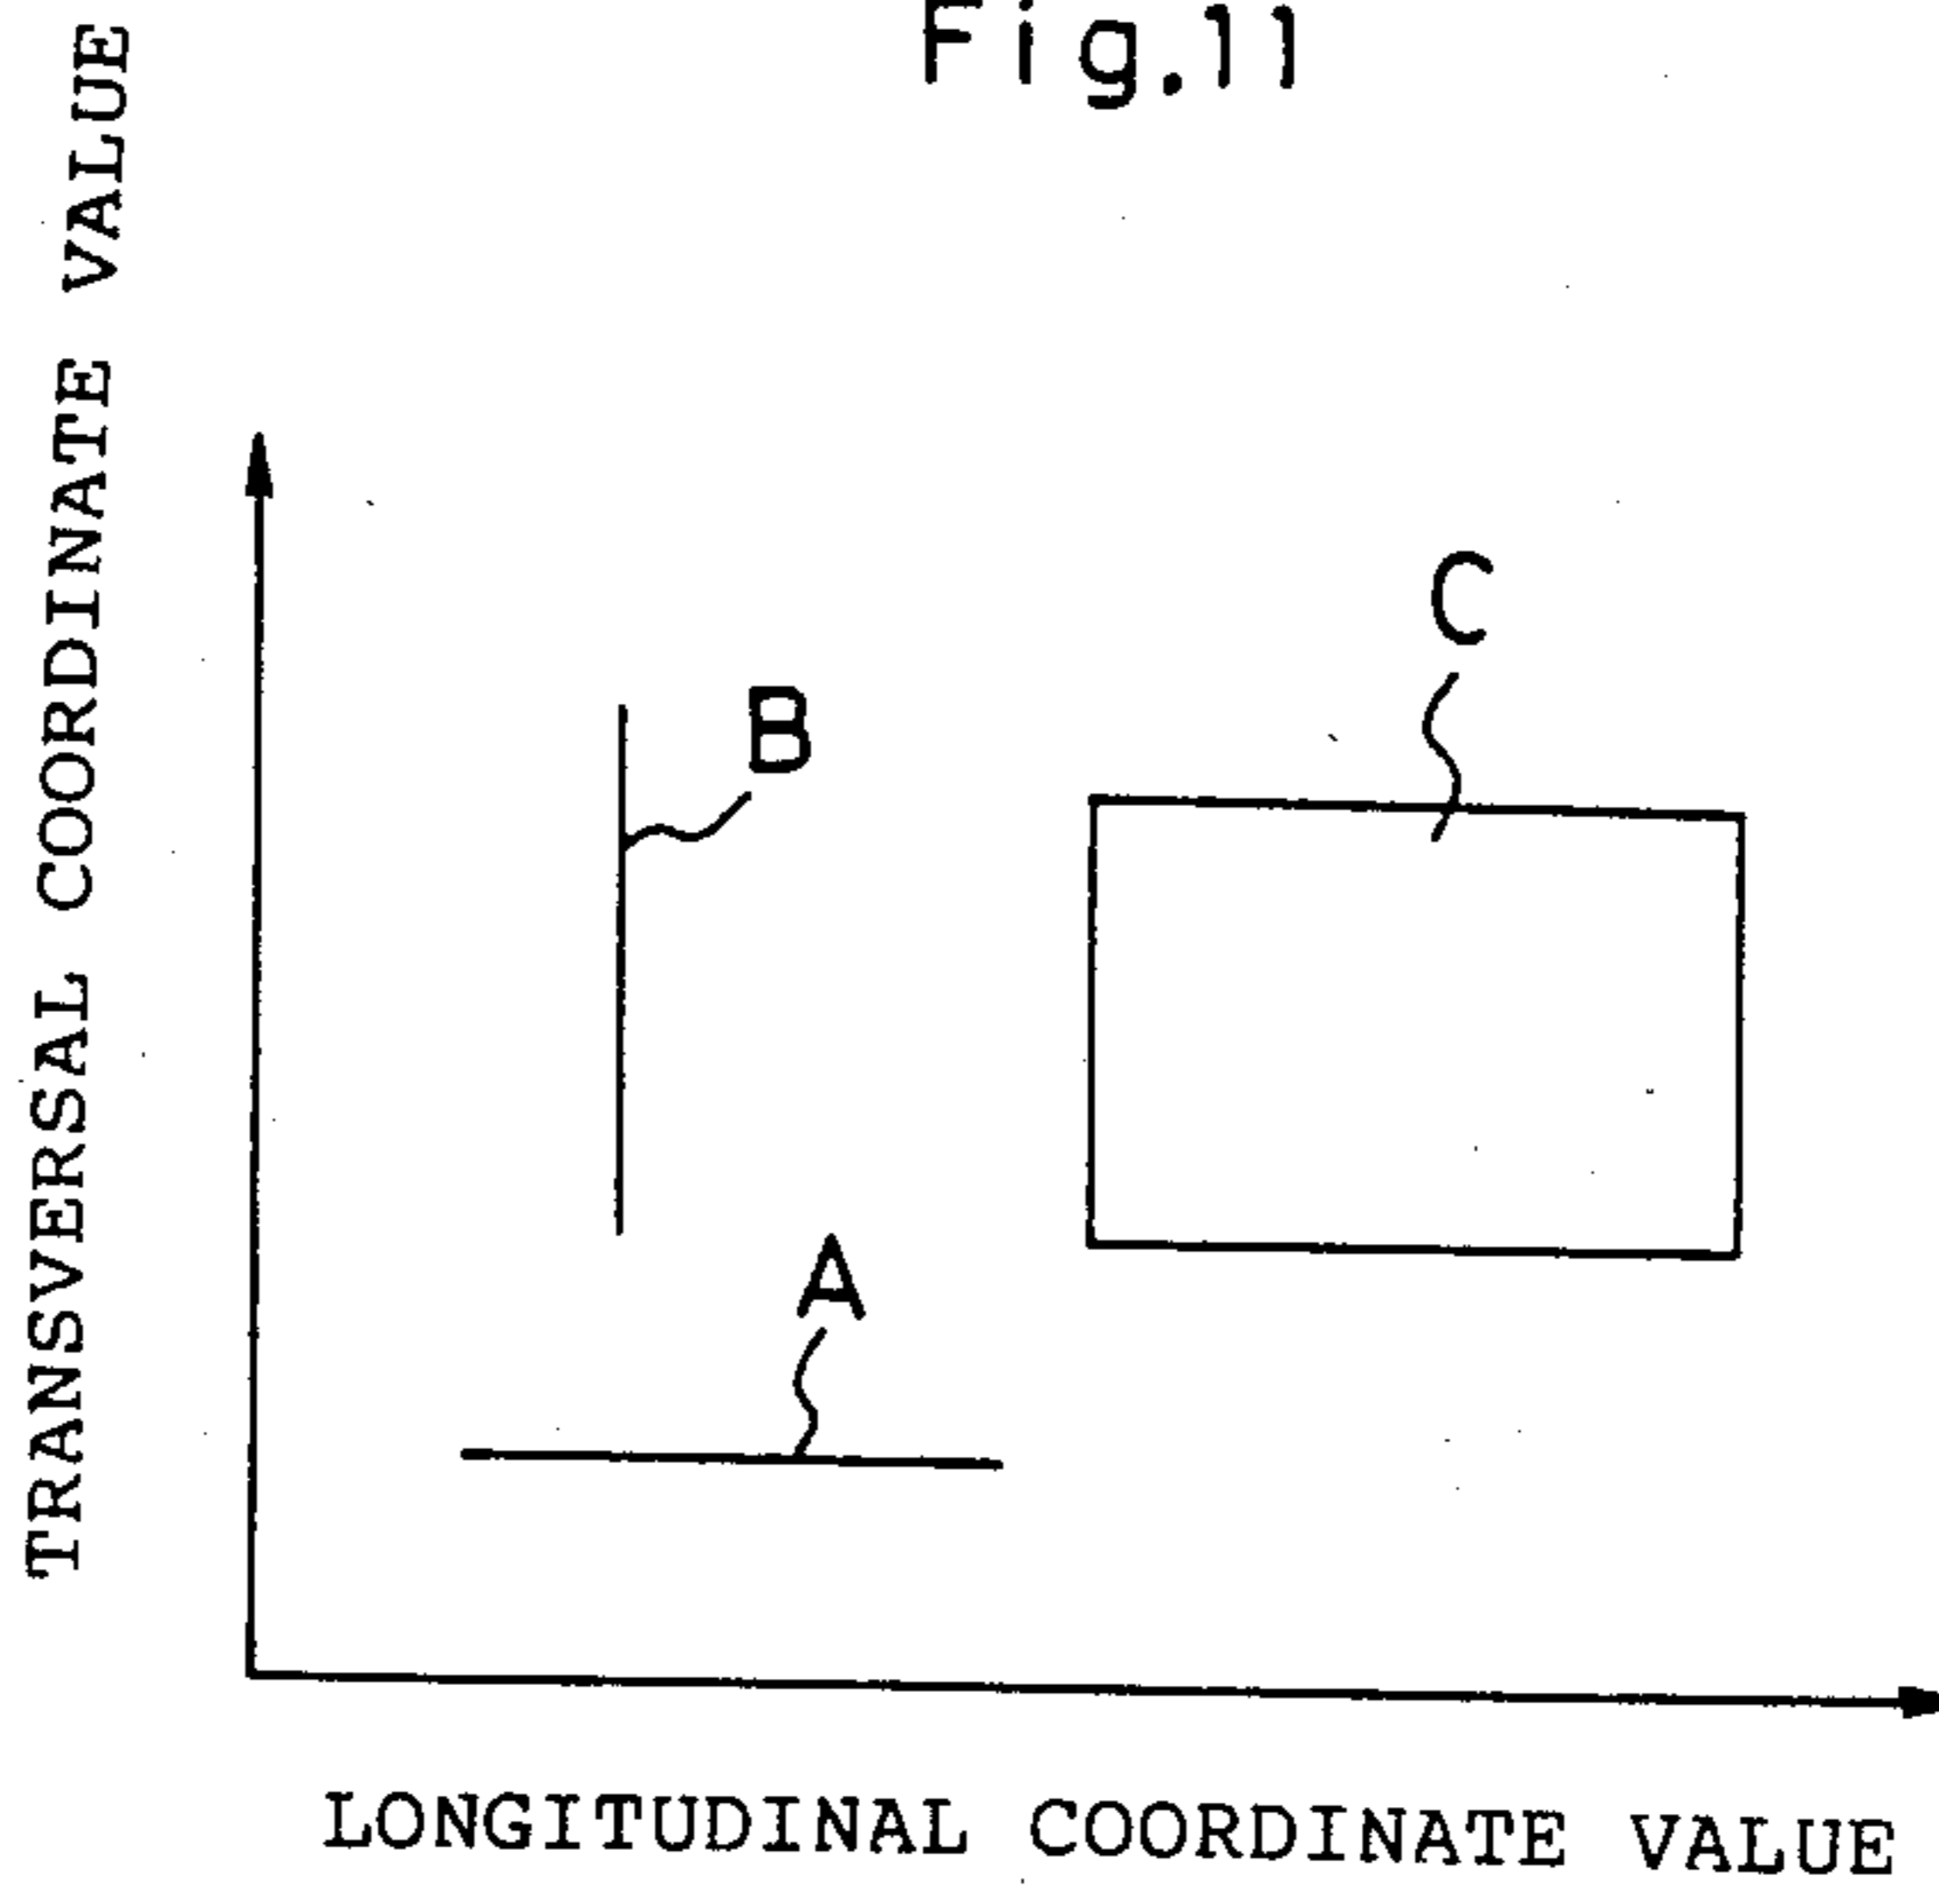 Fig.11
TRANSVERSAL COORDINATE VALUE
C
B
A
LONGITUDINAL COORDINATE VALUE